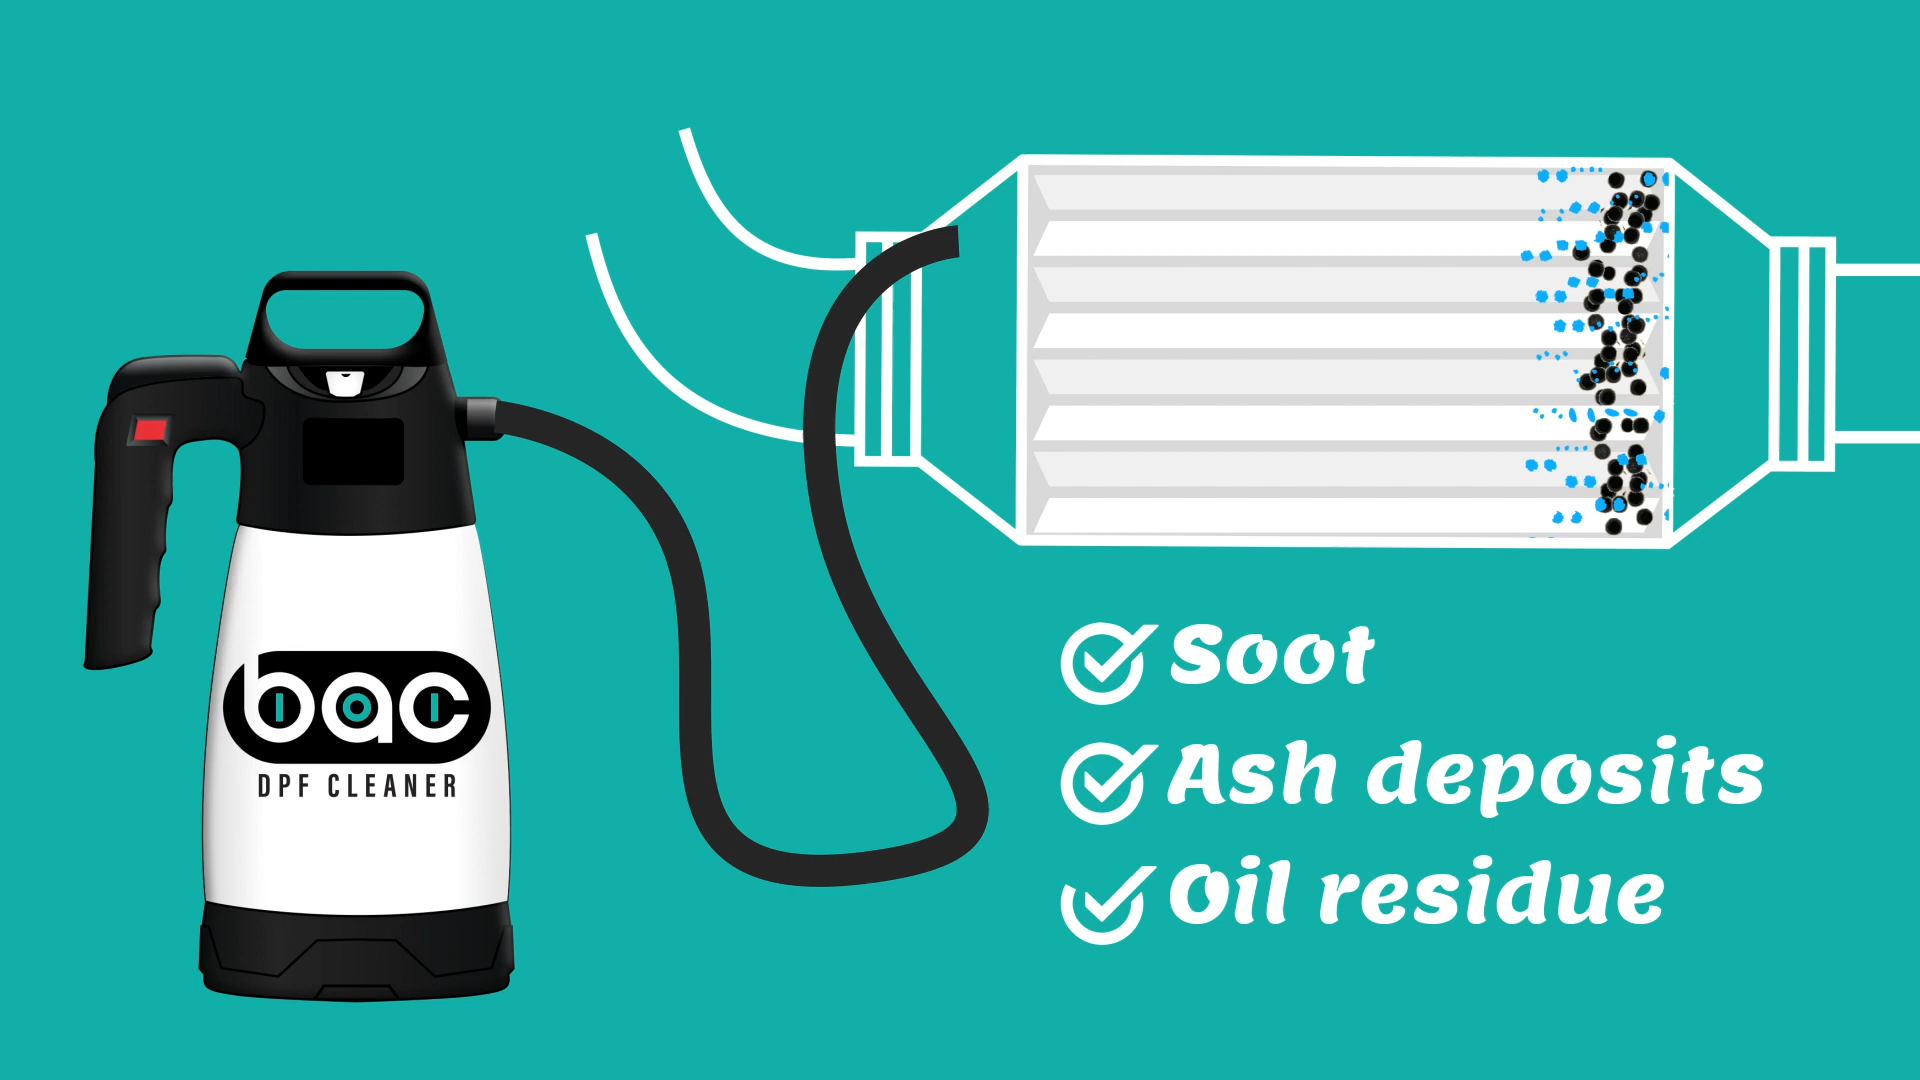 bac
DPF CLEANER
Soot
Ash deposits
Oil residue